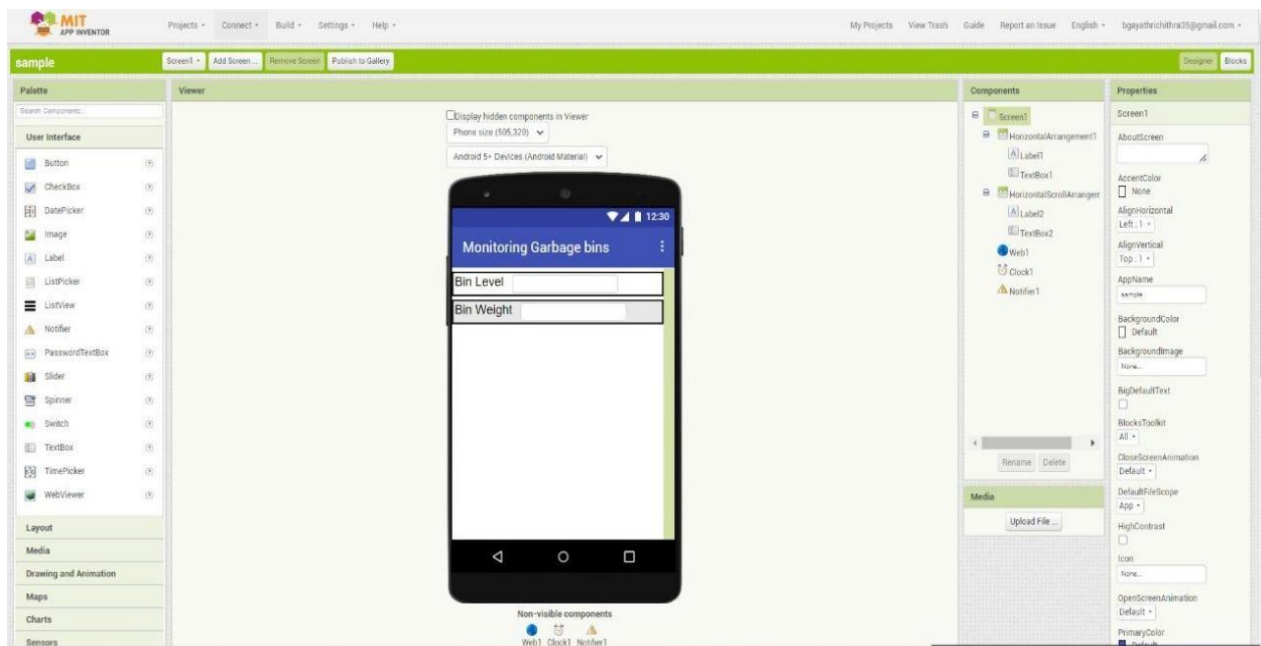 MIT
APP INVENTOR
Projects Connect Build Settings Help
My Projects View Trash Guide Report an Issue English bgayathrichithra35@gmail.com
sample
Screen1 Add Screen ... Remove Screen Publish to Gallery
Designer Blocks
Palette
Search Components...
User Interface
Button
CheckBox
DatePicker
Image
Label
ListPicker
ListView
Notifier
PasswordTextBox
Slider
Spinner
Switch
TextBox
TimePicker
WebViewer
Layout
Media
Drawing and Animation
Maps
Charts
Sensors
Viewer
Display hidden components in Viewer
Phone size (505,320)
Android 5+ Devices (Android Material)
12:30
Monitoring Garbage bins
Bin Level
Bin Weight
Non-visible components
Web1 Clock1 Notifier1
Components
Screen1
HorizontalArrangement1
Label1
TextBox1
HorizontalScrollArrangem
Label2
TextBox2
Web1
Clock1
Notifier1
Rename Delete
Media
Upload File ...
Properties
Screen1
AboutScreen
AccentColor
None
AlignHorizontal
Left : 1
AlignVertical
Top : 1
AppName
sample
BackgroundColor
Default
BackgroundImage
None...
BigDefaultText
BlocksToolkit
All
CloseScreenAnimation
Default
DefaultFileScope
App
HighContrast
Icon
None...
OpenScreenAnimation
Default
PrimaryColor
Default